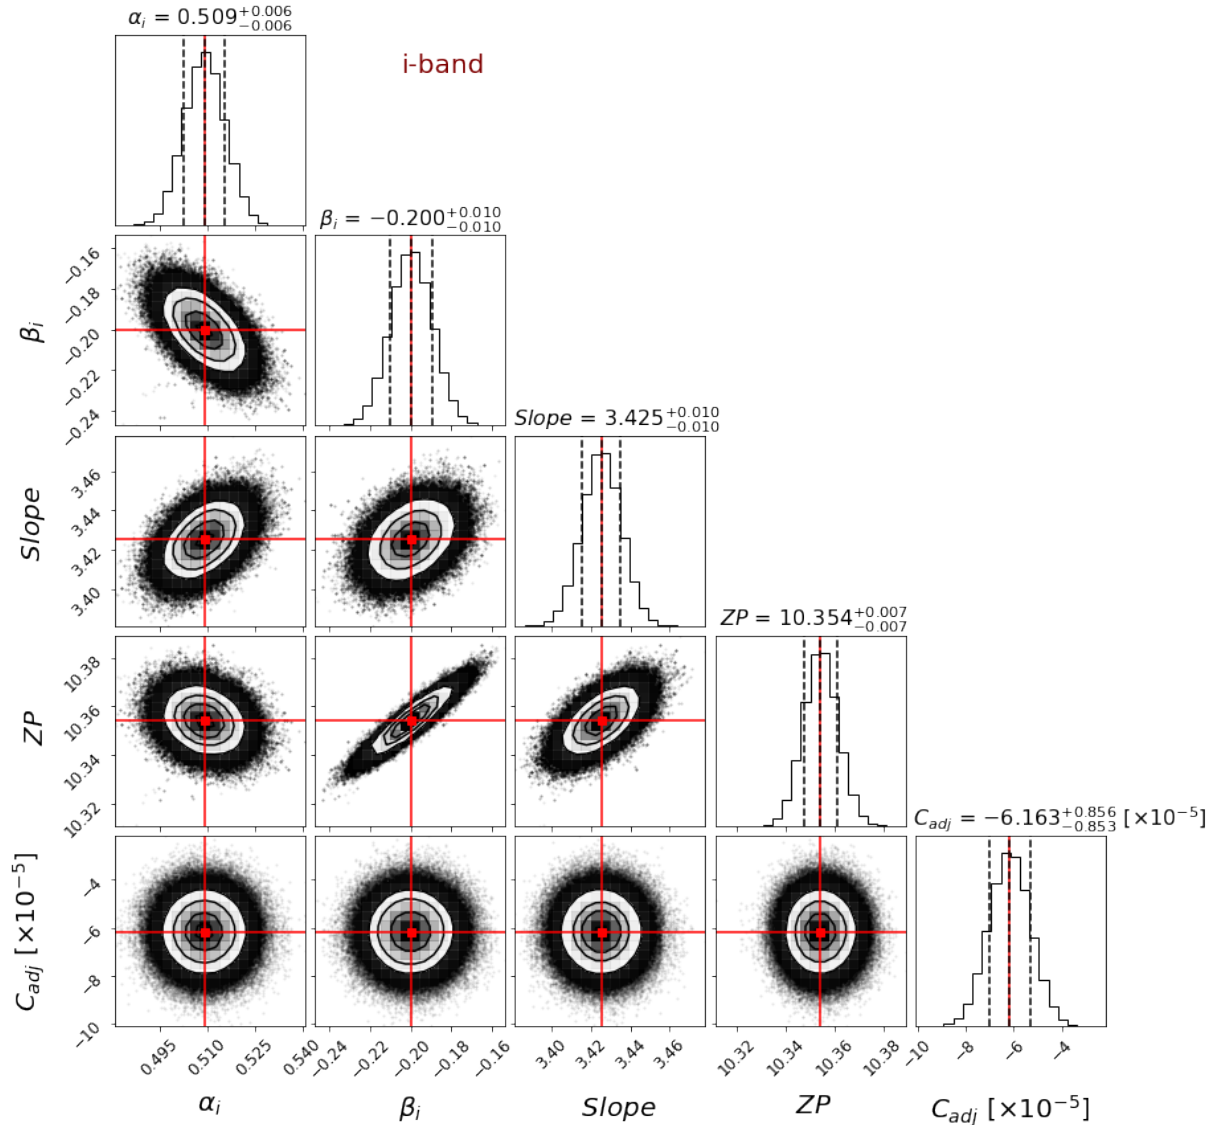 α_i = 0.509^{+0.006}_{−0.006}
i-band
β_i = −0.200^{+0.010}_{−0.010}
−0.16
−0.18
−0.20
−0.22
−0.24
β_i
Slope = 3.425^{+0.010}_{−0.010}
3.46
3.44
3.42
3.40
Slope
ZP = 10.354^{+0.007}_{−0.007}
10.38
10.36
10.34
10.32
ZP
C_{adj} = −6.163^{+0.856}_{−0.853} [×10^{−5}]
−4
−6
−8
−10
C_{adj} [×10^{−5}]
0.495 0.510 0.525 0.540 −0.24 −0.22 −0.20 −0.18 −0.16 3.40 3.42 3.44 3.46 10.32 10.34 10.36 10.38 −10 −8 −6 −4
α_i β_i Slope ZP C_{adj} [×10^{−5}]